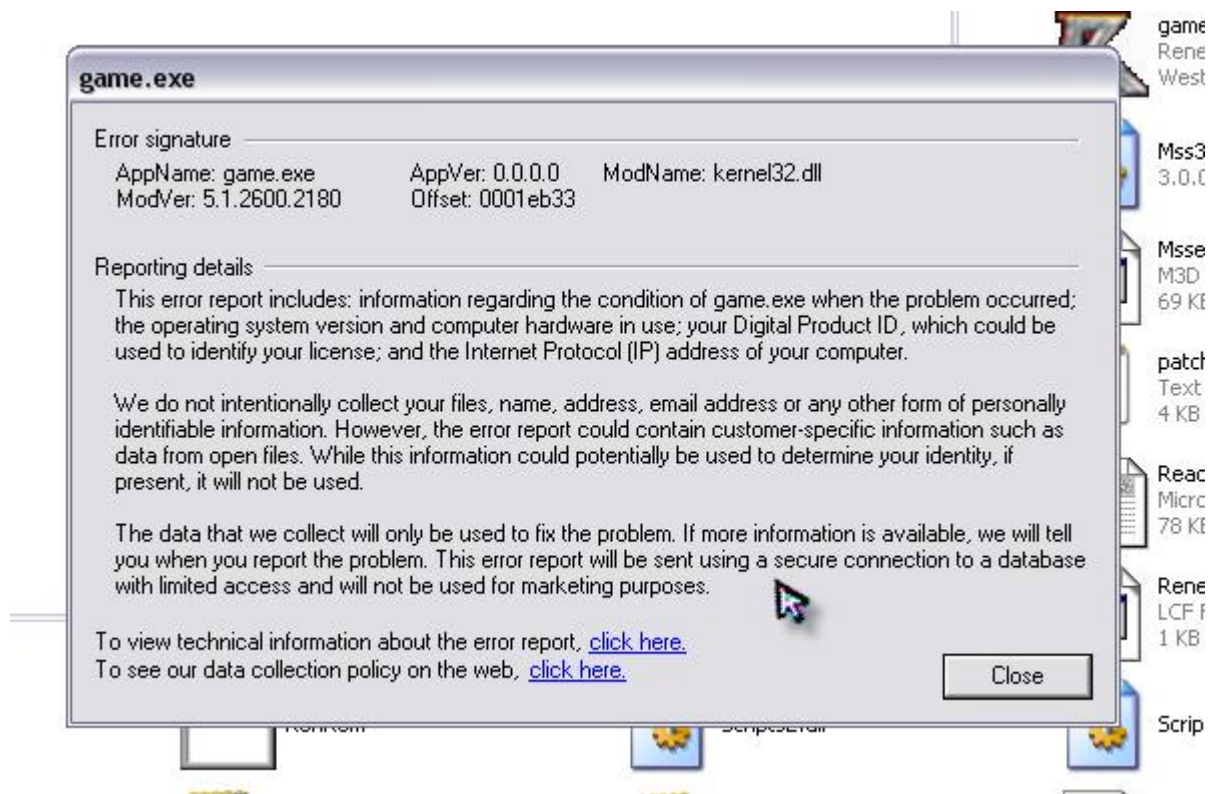 game.exe
Error signature
AppName: game.exe AppVer: 0.0.0.0 ModName: kernel32.dll
ModVer: 5.1.2600.2180 Offset: 0001eb33
Reporting details
This error report includes: information regarding the condition of game.exe when the problem occurred;
the operating system version and computer hardware in use; your Digital Product ID, which could be
used to identify your license; and the Internet Protocol (IP) address of your computer.
We do not intentionally collect your files, name, address, email address or any other form of personally
identifiable information. However, the error report could contain customer-specific information such as
data from open files. While this information could potentially be used to determine your identity, if
present, it will not be used.
The data that we collect will only be used to fix the problem. If more information is available, we will tell
you when you report the problem. This error report will be sent using a secure connection to a database
with limited access and will not be used for marketing purposes.
To view technical information about the error report, click here.
To see our data collection policy on the web, click here.
Close
game
Rene
West
Mss3
3.0.0
Msse
M3D
69 KB
patch
Text
4 KB
Read
Micro
78 KB
Rene
LCF F
1 KB
Scrip